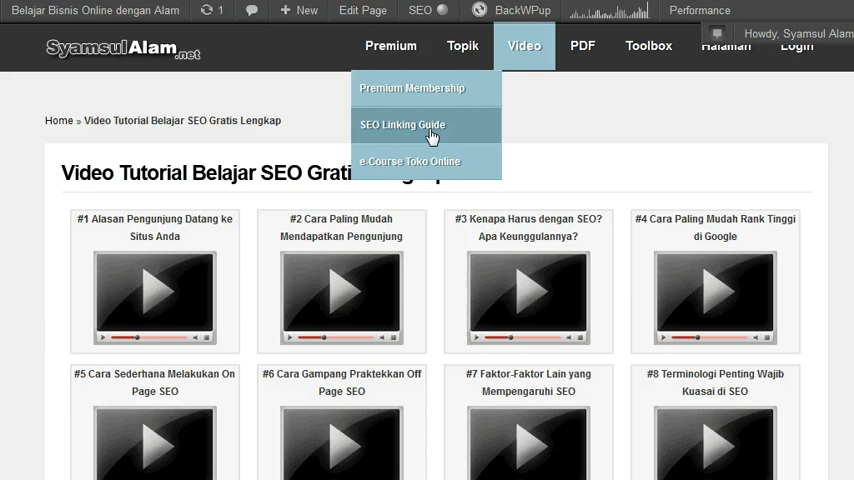 Belajar Bisnis Online dengan Alam 1 New Edit Page SEO BackWPup Performance
Howdy, Syamsul Alam
SyamsulAlam.net Premium Topik Video PDF Toolbox Halaman Login
Premium Membership
SEO Linking Guide
e-Course Toko Online
Home » Video Tutorial Belajar SEO Gratis Lengkap
Video Tutorial Belajar SEO Grati
#1 Alasan Pengunjung Datang ke
Situs Anda
#2 Cara Paling Mudah
Mendapatkan Pengunjung
#3 Kenapa Harus dengan SEO?
Apa Keunggulannya?
#4 Cara Paling Mudah Rank Tinggi
di Google
#5 Cara Sederhana Melakukan On
Page SEO
#6 Cara Gampang Praktekkan Off
Page SEO
#7 Faktor-Faktor Lain yang
Mempengaruhi SEO
#8 Terminologi Penting Wajib
Kuasai di SEO